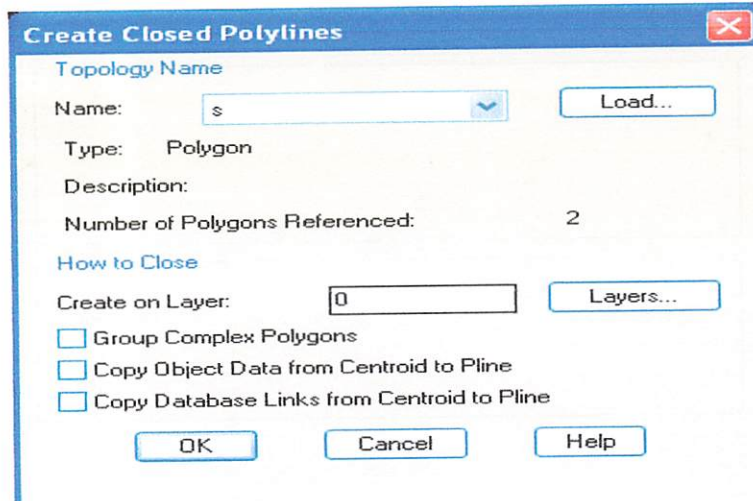 Create Closed Polylines
Topology Name
Name: s Load...
Type: Polygon
Description:
Number of Polygons Referenced: 2
How to Close
Create on Layer: 0 Layers...
Group Complex Polygons
Copy Object Data from Centroid to Pline
Copy Database Links from Centroid to Pline
OK Cancel Help